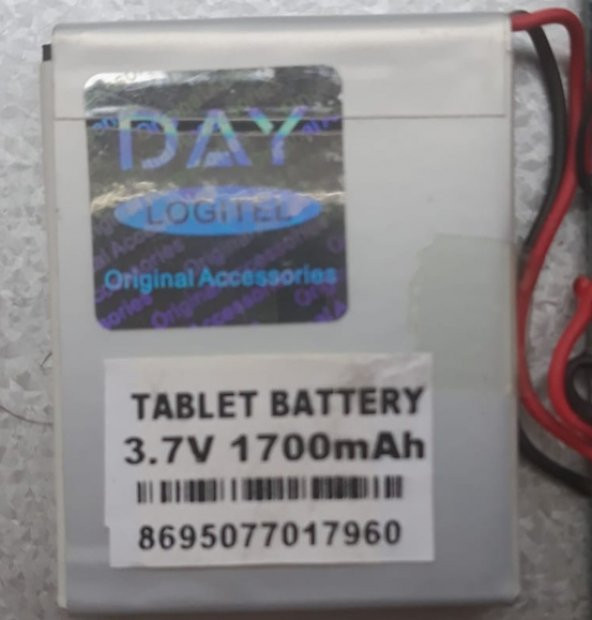 DAY
LOGITEL
Original Accessories
TABLET BATTERY
3.7V 1700mAh
8695077017960